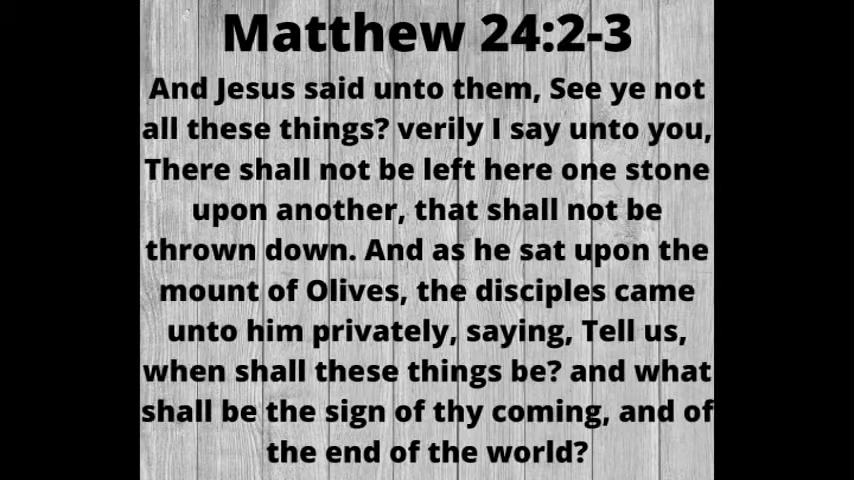 Matthew 24:2-3
And Jesus said unto them, See ye not
all these things? verily I say unto you,
There shall not be left here one stone
upon another, that shall not be
thrown down. And as he sat upon the
mount of Olives, the disciples came
unto him privately, saying, Tell us,
when shall these things be? and what
shall be the sign of thy coming, and of
the end of the world?